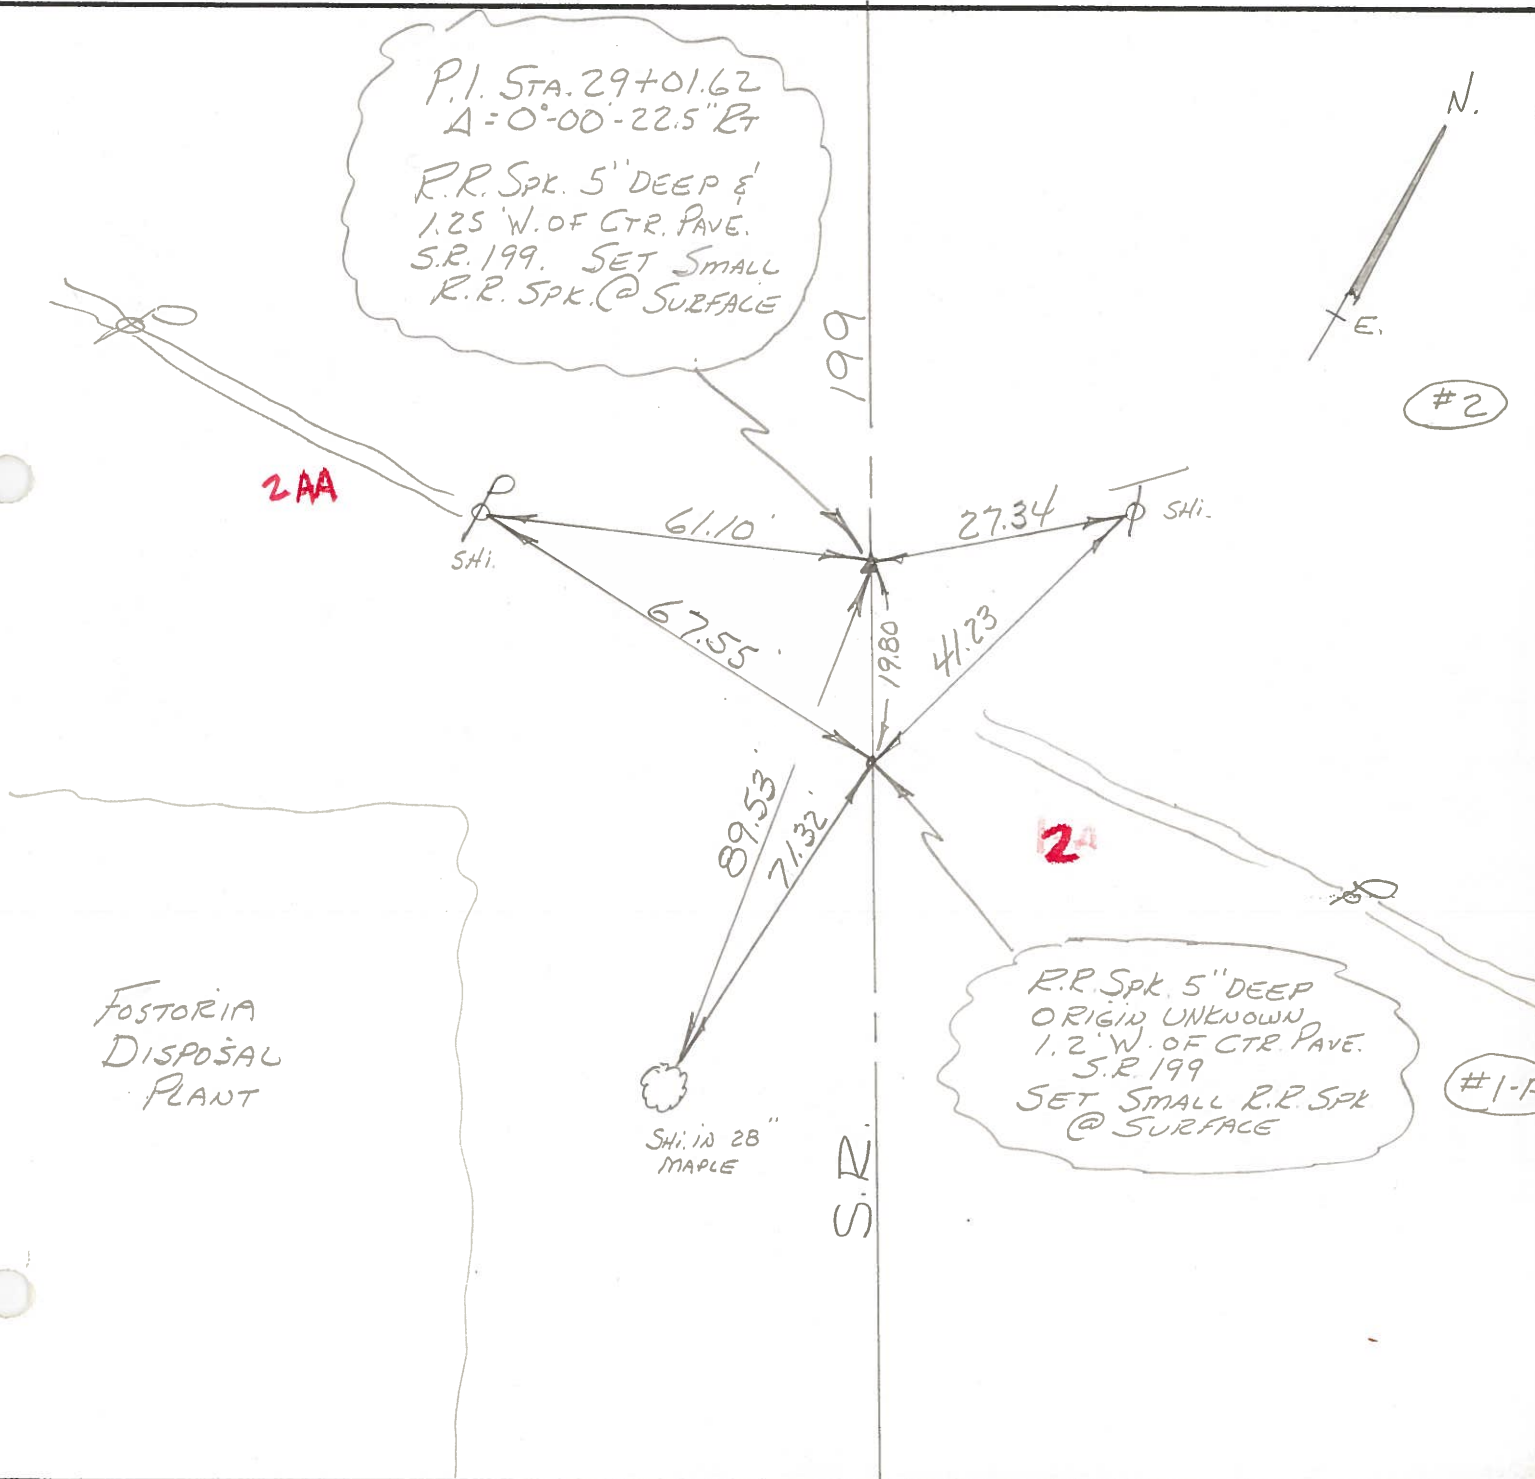 P.I. STA. 29+01.62
Δ=0°-00'-22.5" RT
R.R. SPK. 5" DEEP &
1.25' W. OF CTR. PAVE.
S.R. 199. SET SMALL
R.R. SPK. @ SURFACE
N.
E.
#2
199
2AA
SHI.
61.10'
27.34
SHI.
67.55'
19.80
41.23
89.53'
71.32'
2
FOSTORIA
DISPOSAL
PLANT
R.R. SPK. 5" DEEP
ORIGIN UNKNOWN
1.2' W. OF CTR. PAVE.
S.R. 199
SET SMALL R.R. SPK
@ SURFACE
SHI. IN 28"
MAPLE
S.R.